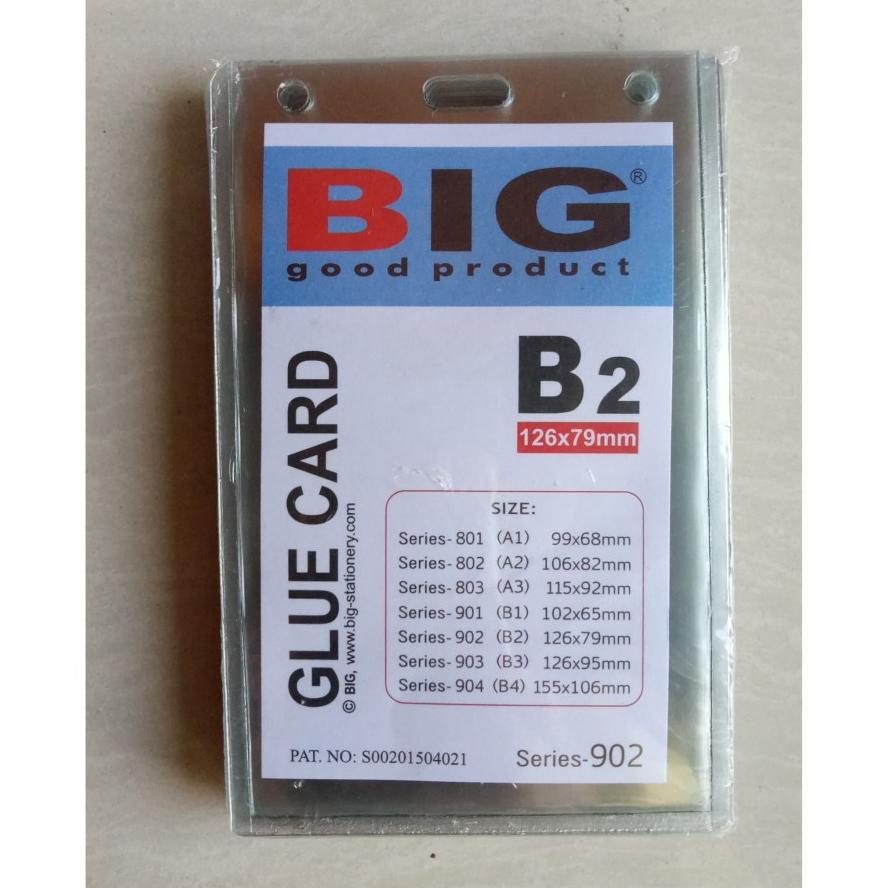 BIG®
good product
B2
126x79mm
GLUE CARD
© BIG, www.big-stationery.com
SIZE:
Series-801 (A1) 99x68mm
Series-802 (A2) 106x82mm
Series-803 (A3) 115x92mm
Series-901 (B1) 102x65mm
Series-902 (B2) 126x79mm
Series-903 (B3) 126x95mm
Series-904 (B4) 155x106mm
PAT. NO: S00201504021
Series-902